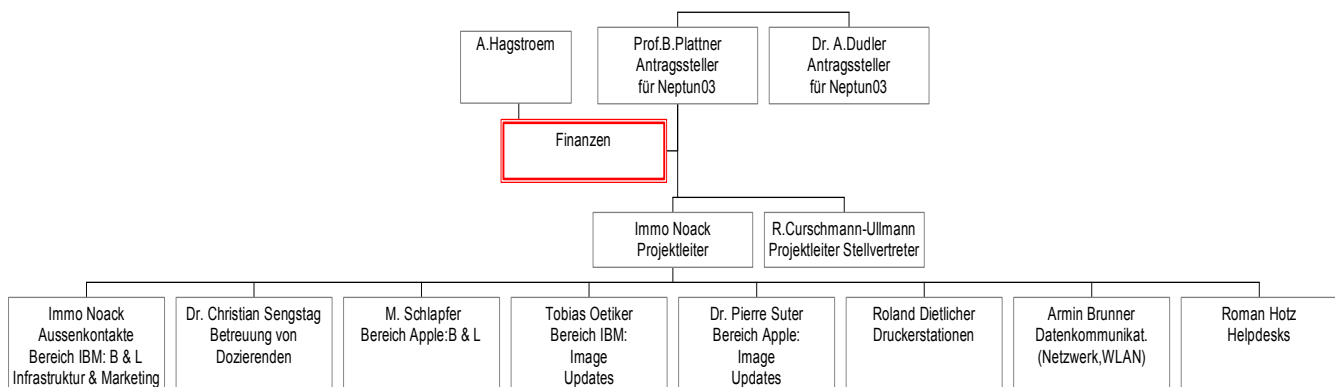 A.Hagstroem
Prof.B.Plattner
Antragssteller
für Neptun03
Dr. A.Dudler
Antragssteller
für Neptun03
Finanzen
Immo Noack
Projektleiter
R.Curschmann-Ullmann
Projektleiter Stellvertreter
Immo Noack
Aussenkontakte
Bereich IBM: B & L
Infrastruktur & Marketing
Dr. Christian Sengstag
Betreuung von
Dozierenden
M. Schlapfer
Bereich Apple:B & L
Tobias Oetiker
Bereich IBM:
Image
Updates
Dr. Pierre Suter
Bereich Apple:
Image
Updates
Roland Dietlicher
Druckerstationen
Armin Brunner
Datenkommunikat.
(Netzwerk,WLAN)
Roman Hotz
Helpdesks